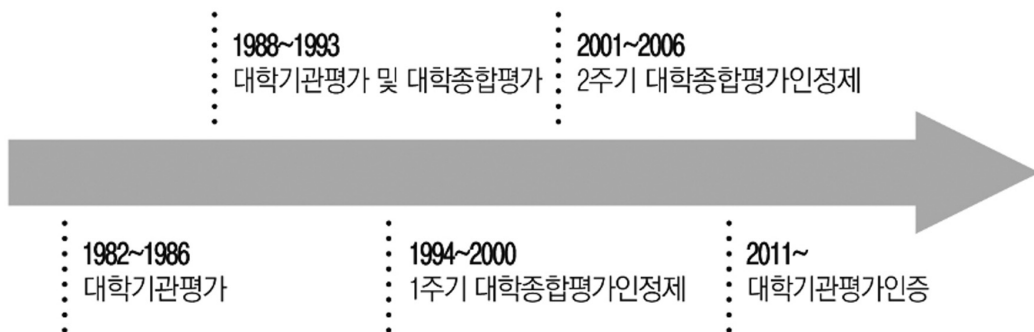 1988~1993
대학기관평가 및 대학종합평가
2001~2006
2주기 대학종합평가인정제
1982~1986
대학기관평가
1994~2000
1주기 대학종합평가인정제
2011~
대학기관평가인증